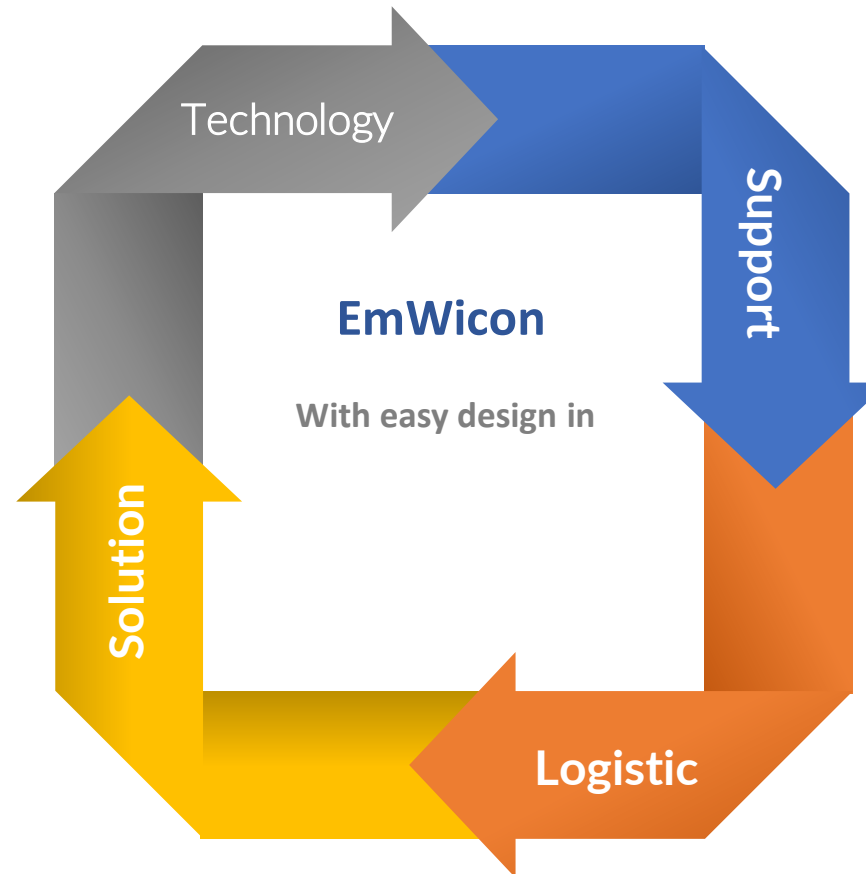 Technology
Support
EmWicon
With easy design in
Solution
Logistic